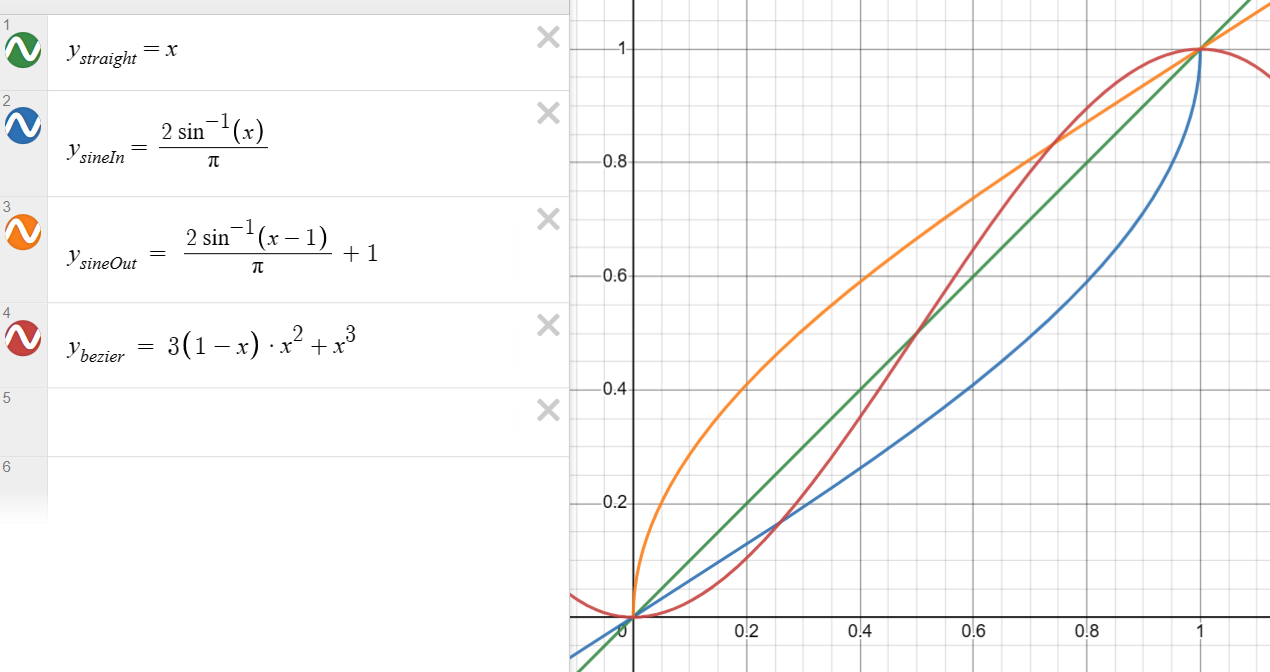 1
y_straight = x
2
y_sineIn = 2 sin⁻¹(x) / π
3
y_sineOut = 2 sin⁻¹(x − 1) / π + 1
4
y_bezier = 3(1 − x) · x² + x³
5
6
1
0.8
0.6
0.4
0.2
0 0.2 0.4 0.6 0.8 1